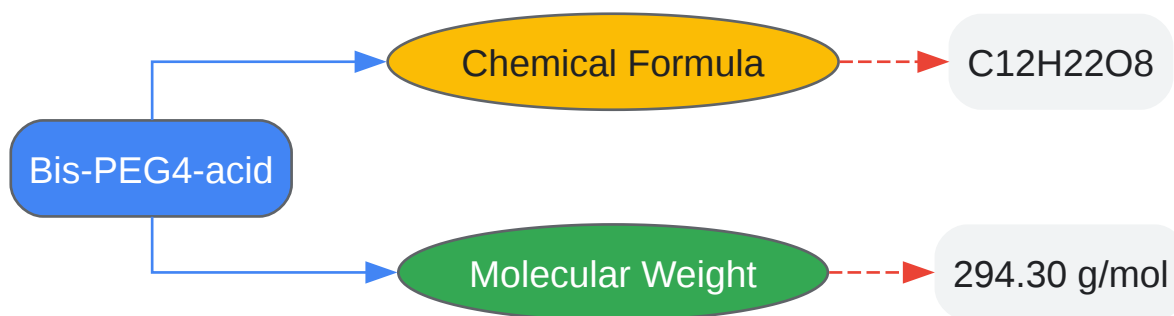 Chemical Formula
C12H22O8
Bis-PEG4-acid
Molecular Weight
294.30 g/mol